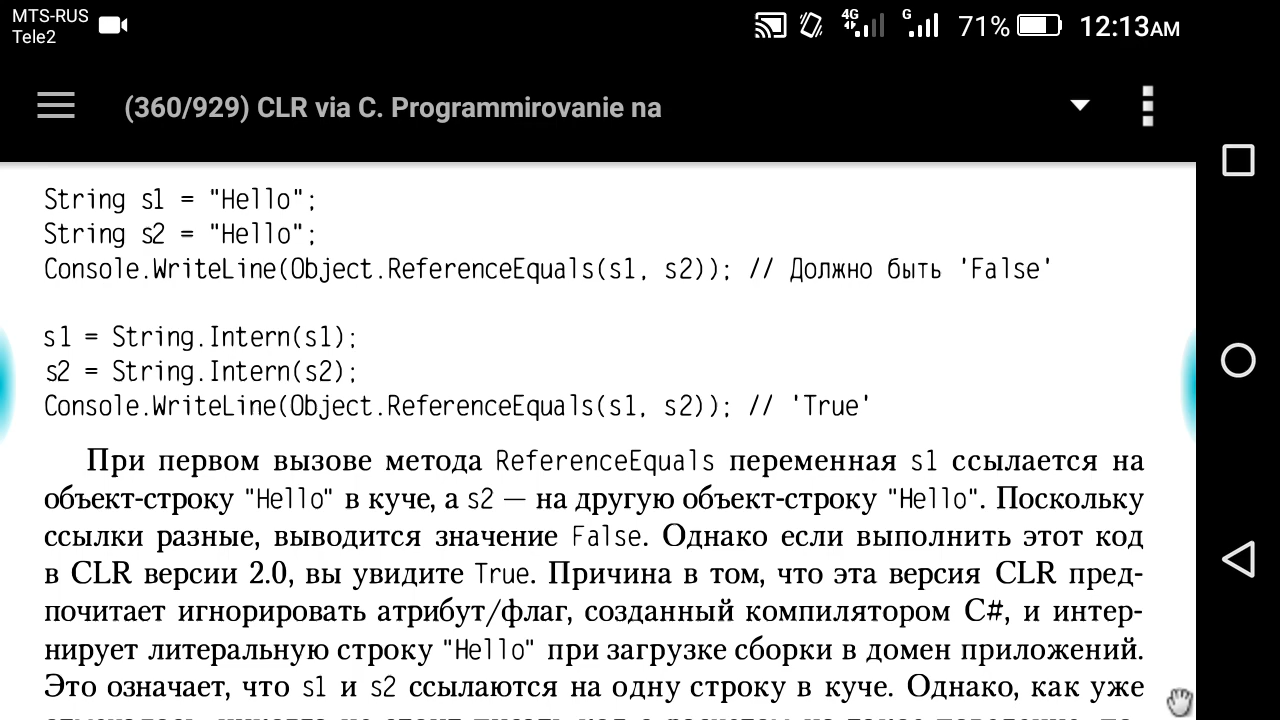 MTS-RUS
Tele2
4G
G
71%
12:13AM
(360/929) CLR via C. Programmirovanie na
String s1 = "Hello";
String s2 = "Hello";
Console.WriteLine(Object.ReferenceEquals(s1, s2)); // Должно быть 'False'
s1 = String.Intern(s1);
s2 = String.Intern(s2);
Console.WriteLine(Object.ReferenceEquals(s1, s2)); // 'True'
При первом вызове метода ReferenceEquals переменная s1 ссылается на
объект-строку "Hello" в куче, а s2 — на другую объект-строку "Hello". Поскольку
ссылки разные, выводится значение False. Однако если выполнить этот код
в CLR версии 2.0, вы увидите True. Причина в том, что эта версия CLR пред-
почитает игнорировать атрибут/флаг, созданный компилятором C#, и интер-
нирует литеральную строку "Hello" при загрузке сборки в домен приложений.
Это означает, что s1 и s2 ссылаются на одну строку в куче. Однако, как уже